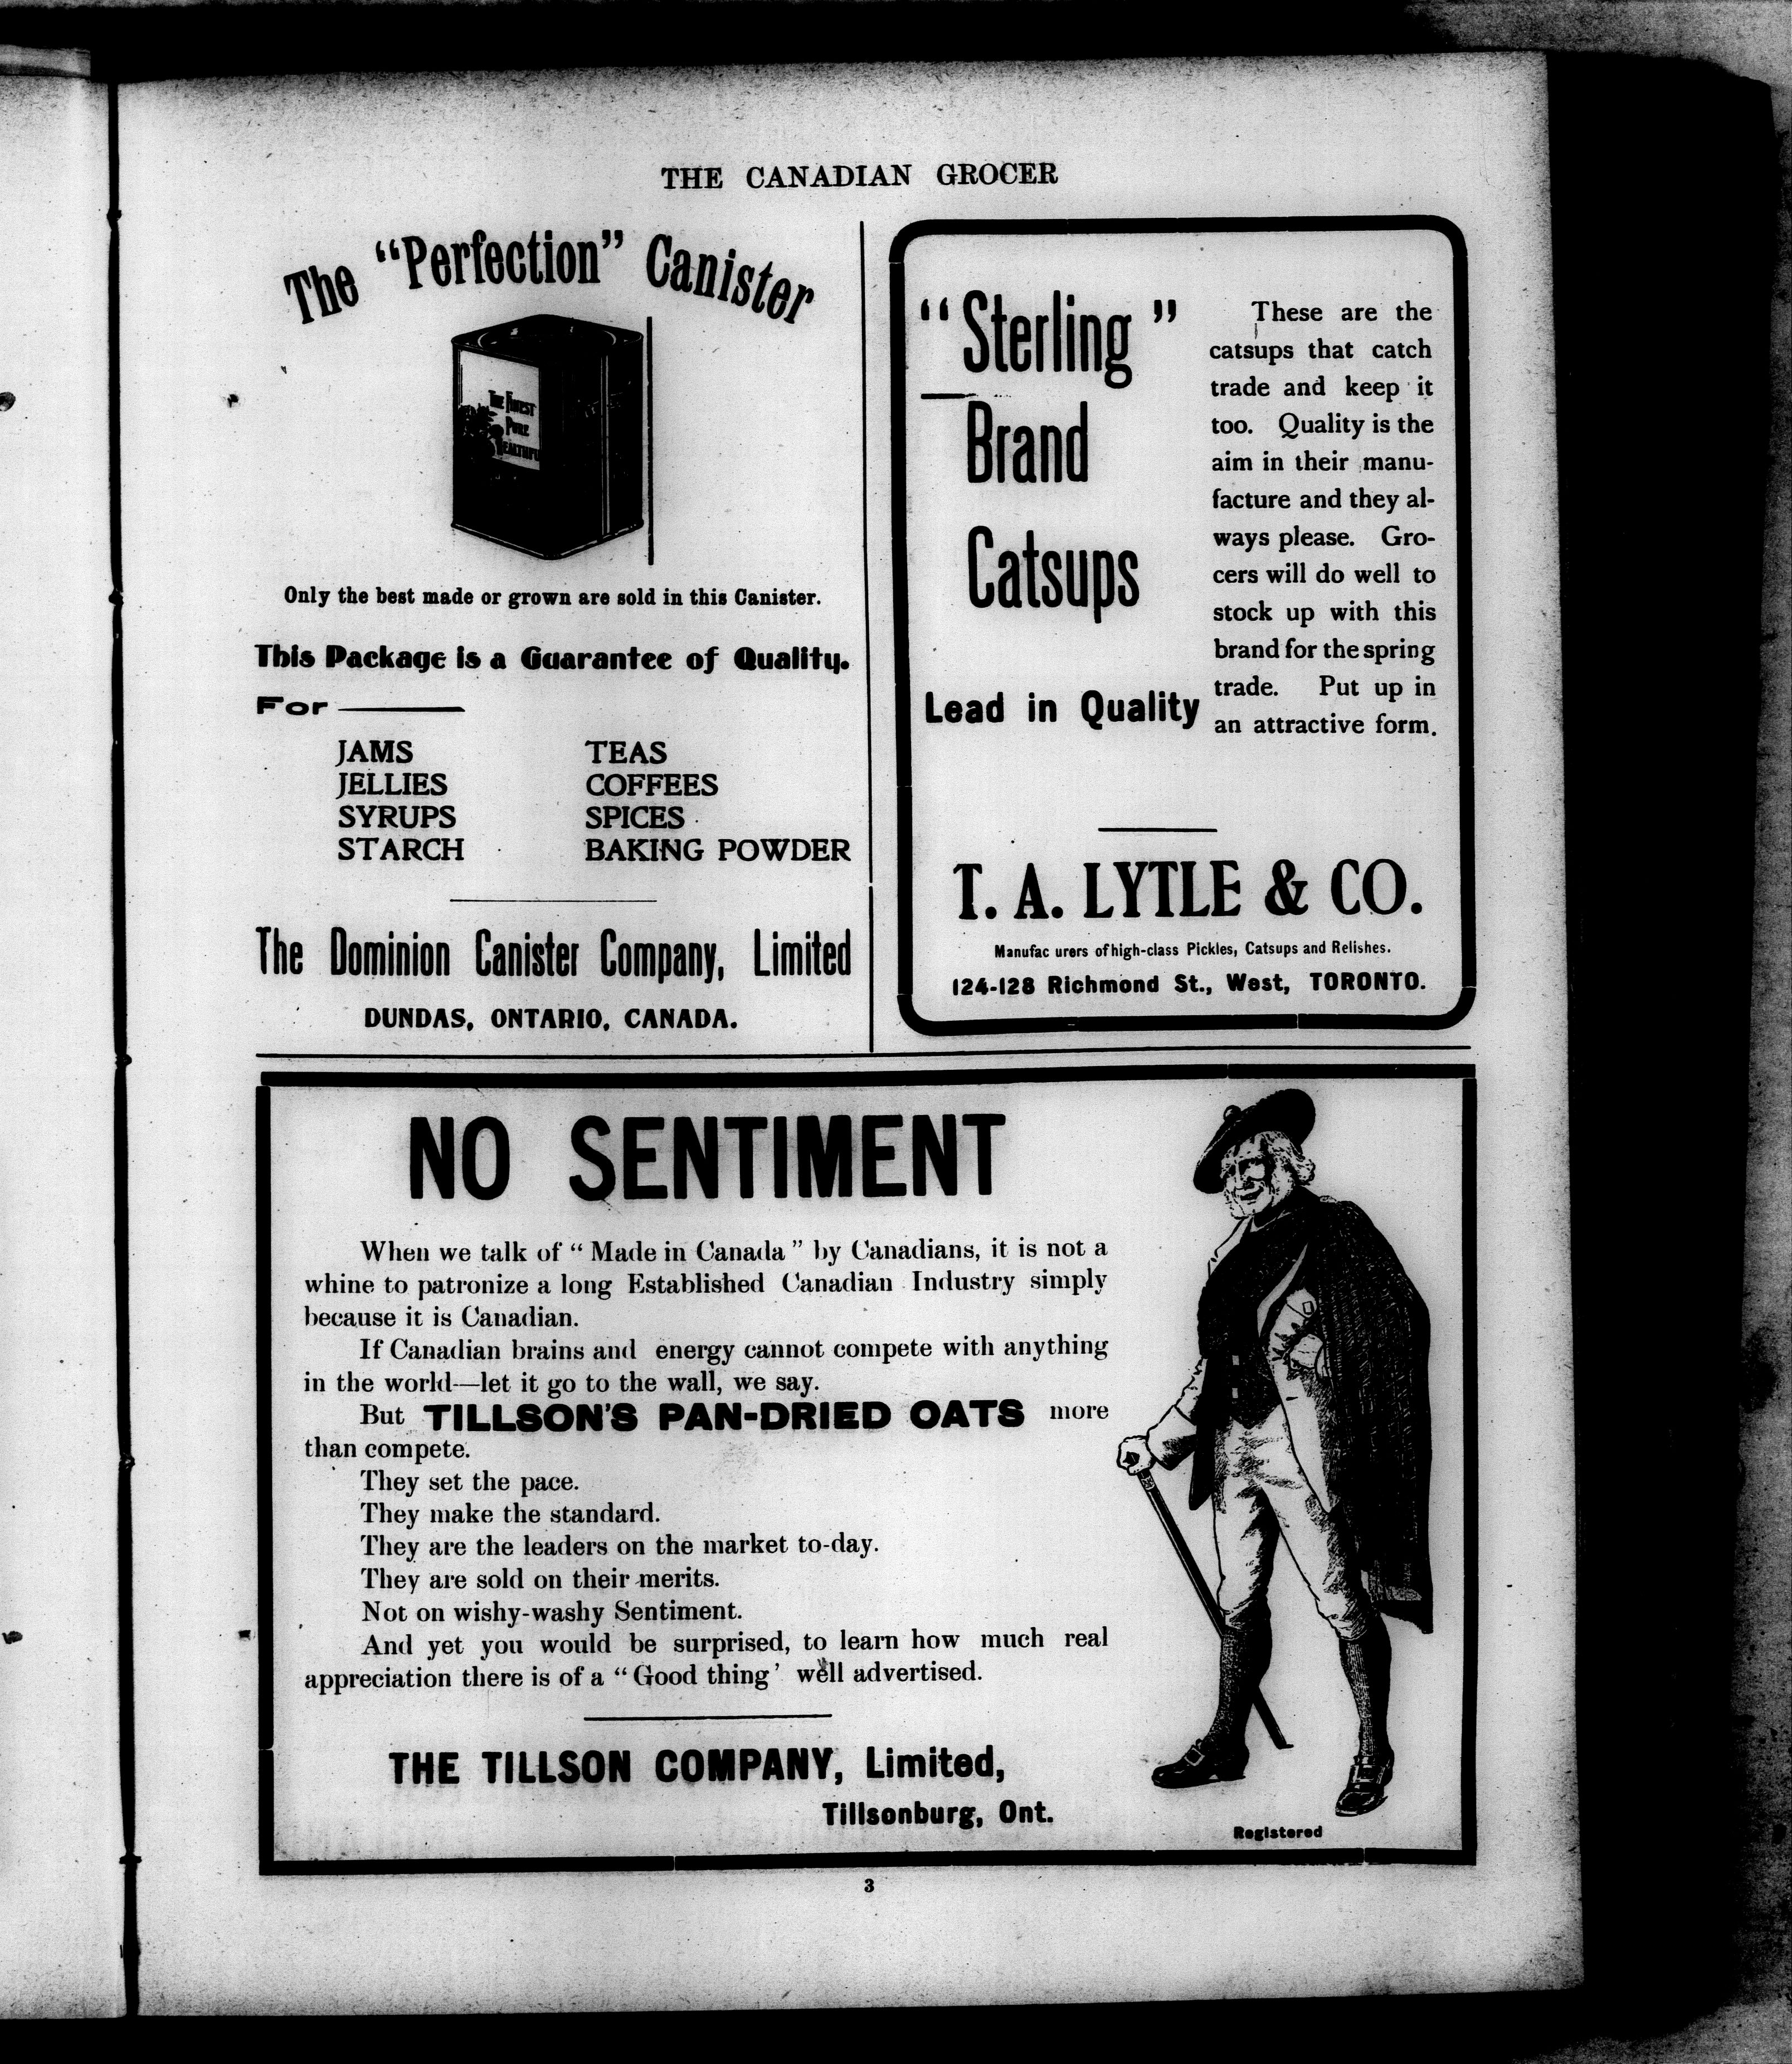 THE CANADIAN GROCER
The “Perfection” Canister
THE FINEST
PURE
HEALTHFU
Only the best made or grown are sold in this Canister.
This Package is a Guarantee of Quality.
For
JAMS TEAS
JELLIES COFFEES
SYRUPS SPICES
STARCH BAKING POWDER
The Dominion Canister Company, Limited
DUNDAS, ONTARIO, CANADA.
“Sterling”
Brand
Catsups
Lead in Quality
These are the
catsups that catch
trade and keep it
too. Quality is the
aim in their manu-
facture and they al-
ways please. Gro-
cers will do well to
stock up with this
brand for the spring
trade. Put up in
an attractive form.
T. A. LYTLE & CO.
Manufac urers of high-class Pickles, Catsups and Relishes.
124-128 Richmond St., West, TORONTO.
NO SENTIMENT
When we talk of “ Made in Canada ” by Canadians, it is not a
whine to patronize a long Established Canadian Industry simply
because it is Canadian.
If Canadian brains and energy cannot compete with anything
in the world—let it go to the wall, we say.
But TILLSON'S PAN-DRIED OATS more
than compete.
They set the pace.
They make the standard.
They are the leaders on the market to-day.
They are sold on their merits.
Not on wishy-washy Sentiment.
And yet you would be surprised, to learn how much real
appreciation there is of a “ Good thing ’ well advertised.
THE TILLSON COMPANY, Limited,
Tillsonburg, Ont.
Registered
3